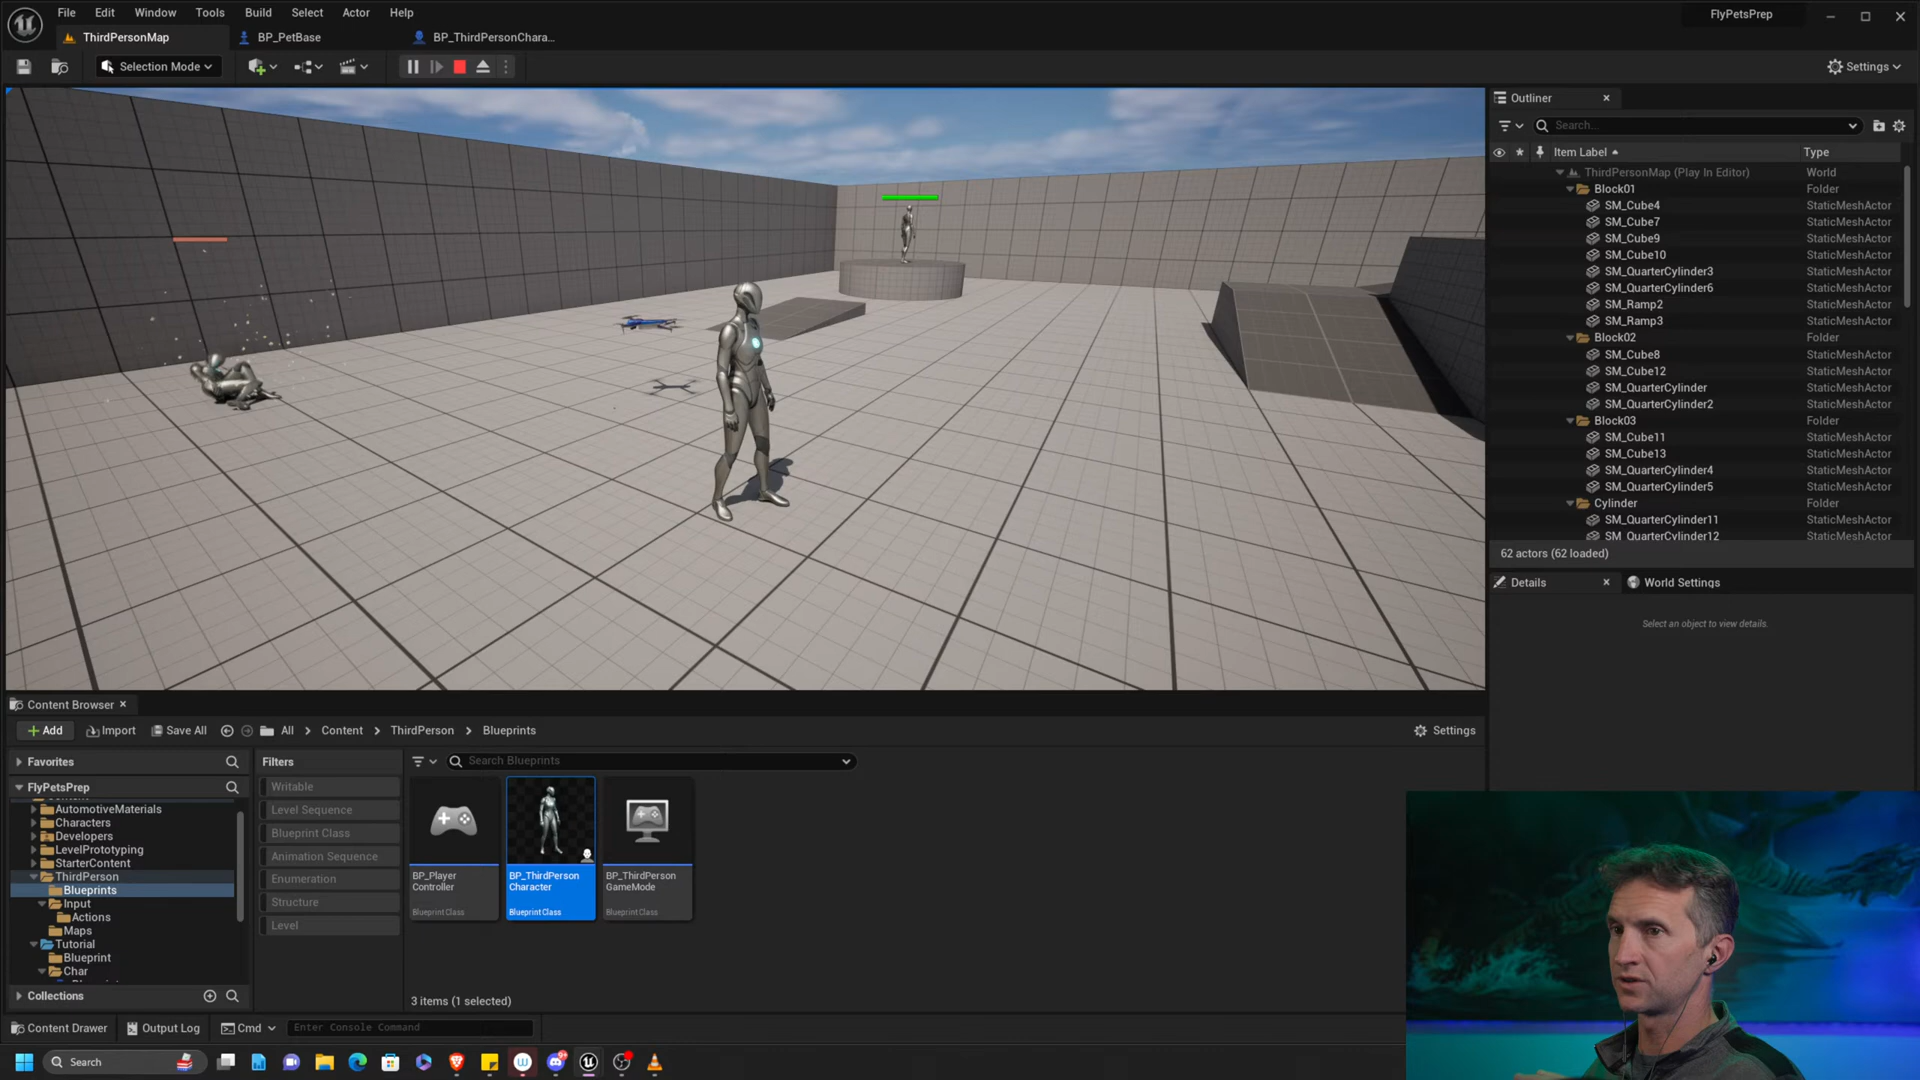 File Edit Window Tools Build Select Actor Help
FlyPetsPrep
ThirdPersonMap
BP_PetBase
BP_ThirdPersonChara...
Selection Mode
Settings
Outliner
Search...
Item Label
Type
ThirdPersonMap (Play In Editor) World
Block01 Folder
SM_Cube4 StaticMeshActor
SM_Cube7 StaticMeshActor
SM_Cube9 StaticMeshActor
SM_Cube10 StaticMeshActor
SM_QuarterCylinder3 StaticMeshActor
SM_QuarterCylinder6 StaticMeshActor
SM_Ramp2 StaticMeshActor
SM_Ramp3 StaticMeshActor
Block02 Folder
SM_Cube8 StaticMeshActor
SM_Cube12 StaticMeshActor
SM_QuarterCylinder StaticMeshActor
SM_QuarterCylinder2 StaticMeshActor
Block03 Folder
SM_Cube11 StaticMeshActor
SM_Cube13 StaticMeshActor
SM_QuarterCylinder4 StaticMeshActor
SM_QuarterCylinder5 StaticMeshActor
Cylinder Folder
SM_QuarterCylinder11 StaticMeshActor
SM_QuarterCylinder12 StaticMeshActor
62 actors (62 loaded)
Details
World Settings
Select an object to view details.
Content Browser
Add
Import
Save All
All
Content
ThirdPerson
Blueprints
Settings
Favorites
FlyPetsPrep
AutomotiveMaterials
Characters
Developers
LevelPrototyping
StarterContent
ThirdPerson
Blueprints
Input
Actions
Maps
Tutorial
Blueprint
Char
Collections
Filters
Writable
Level Sequence
Blueprint Class
Animation Sequence
Enumeration
Structure
Level
Search Blueprints
BP_Player
Controller
Blueprint Class
BP_ThirdPerson
Character
Blueprint Class
BP_ThirdPerson
GameMode
Blueprint Class
3 items (1 selected)
Content Drawer
Output Log
Cmd
Enter Console Command
Search